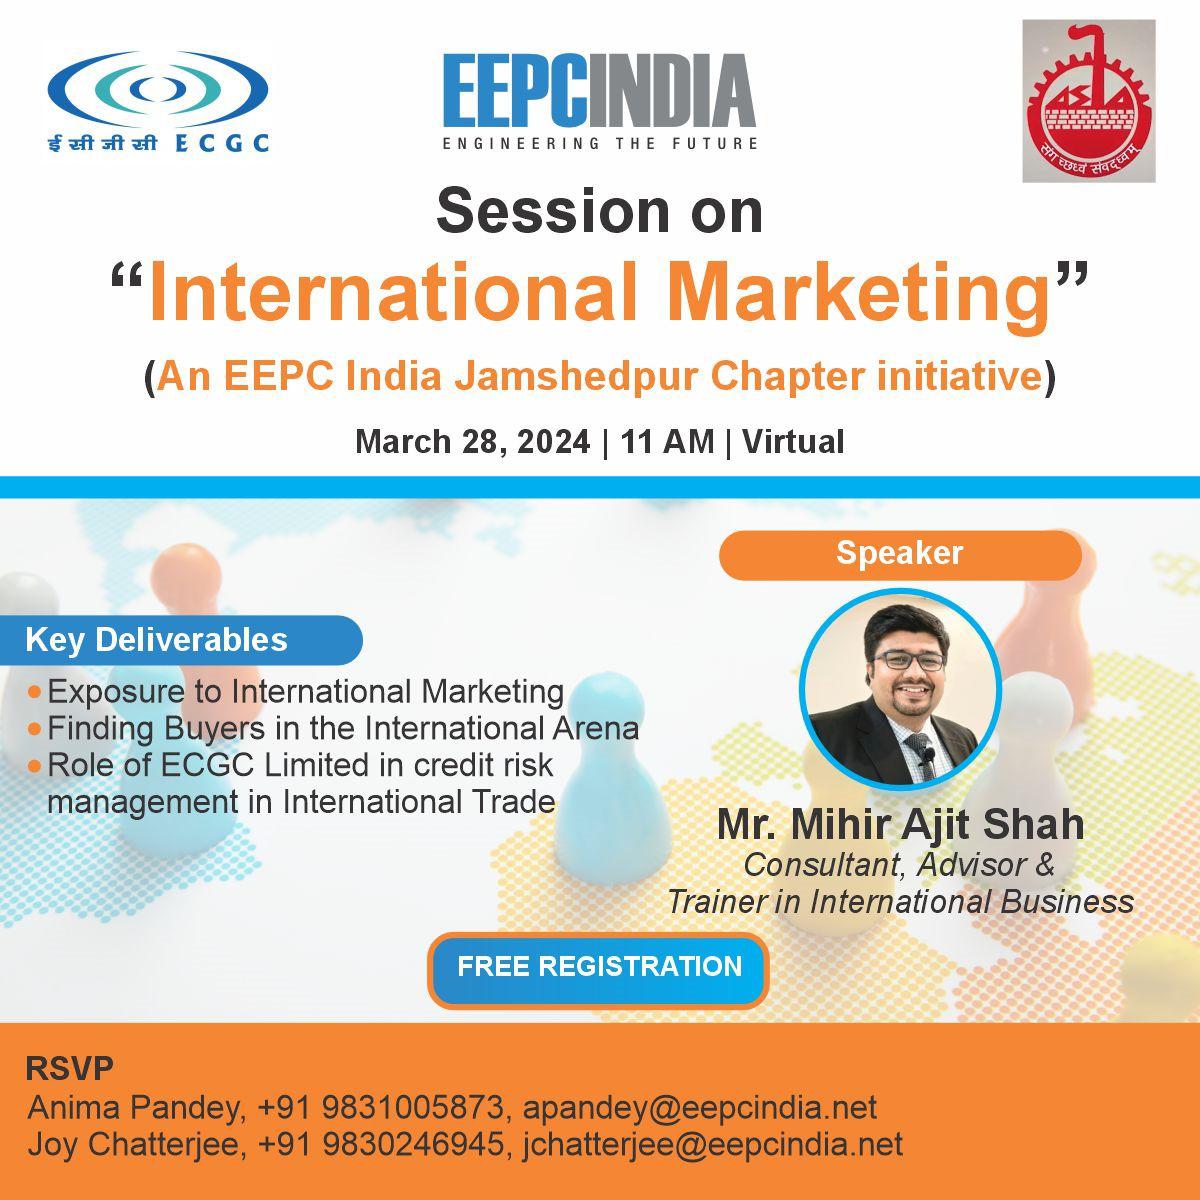 ई सी जी सी ECGC
EEPCINDIA
ENGINEERING THE FUTURE
ASIA
संग च्छध्वं संवदध्वम्
Session on
“International Marketing”
(An EEPC India Jamshedpur Chapter initiative)
March 28, 2024 | 11 AM | Virtual
Speaker
Key Deliverables
• Exposure to International Marketing
• Finding Buyers in the International Arena
• Role of ECGC Limited in credit risk
management in International Trade
Mr. Mihir Ajit Shah
Consultant, Advisor &
Trainer in International Business
FREE REGISTRATION
RSVP
Anima Pandey, +91 9831005873, apandey@eepcindia.net
Joy Chatterjee, +91 9830246945, jchatterjee@eepcindia.net